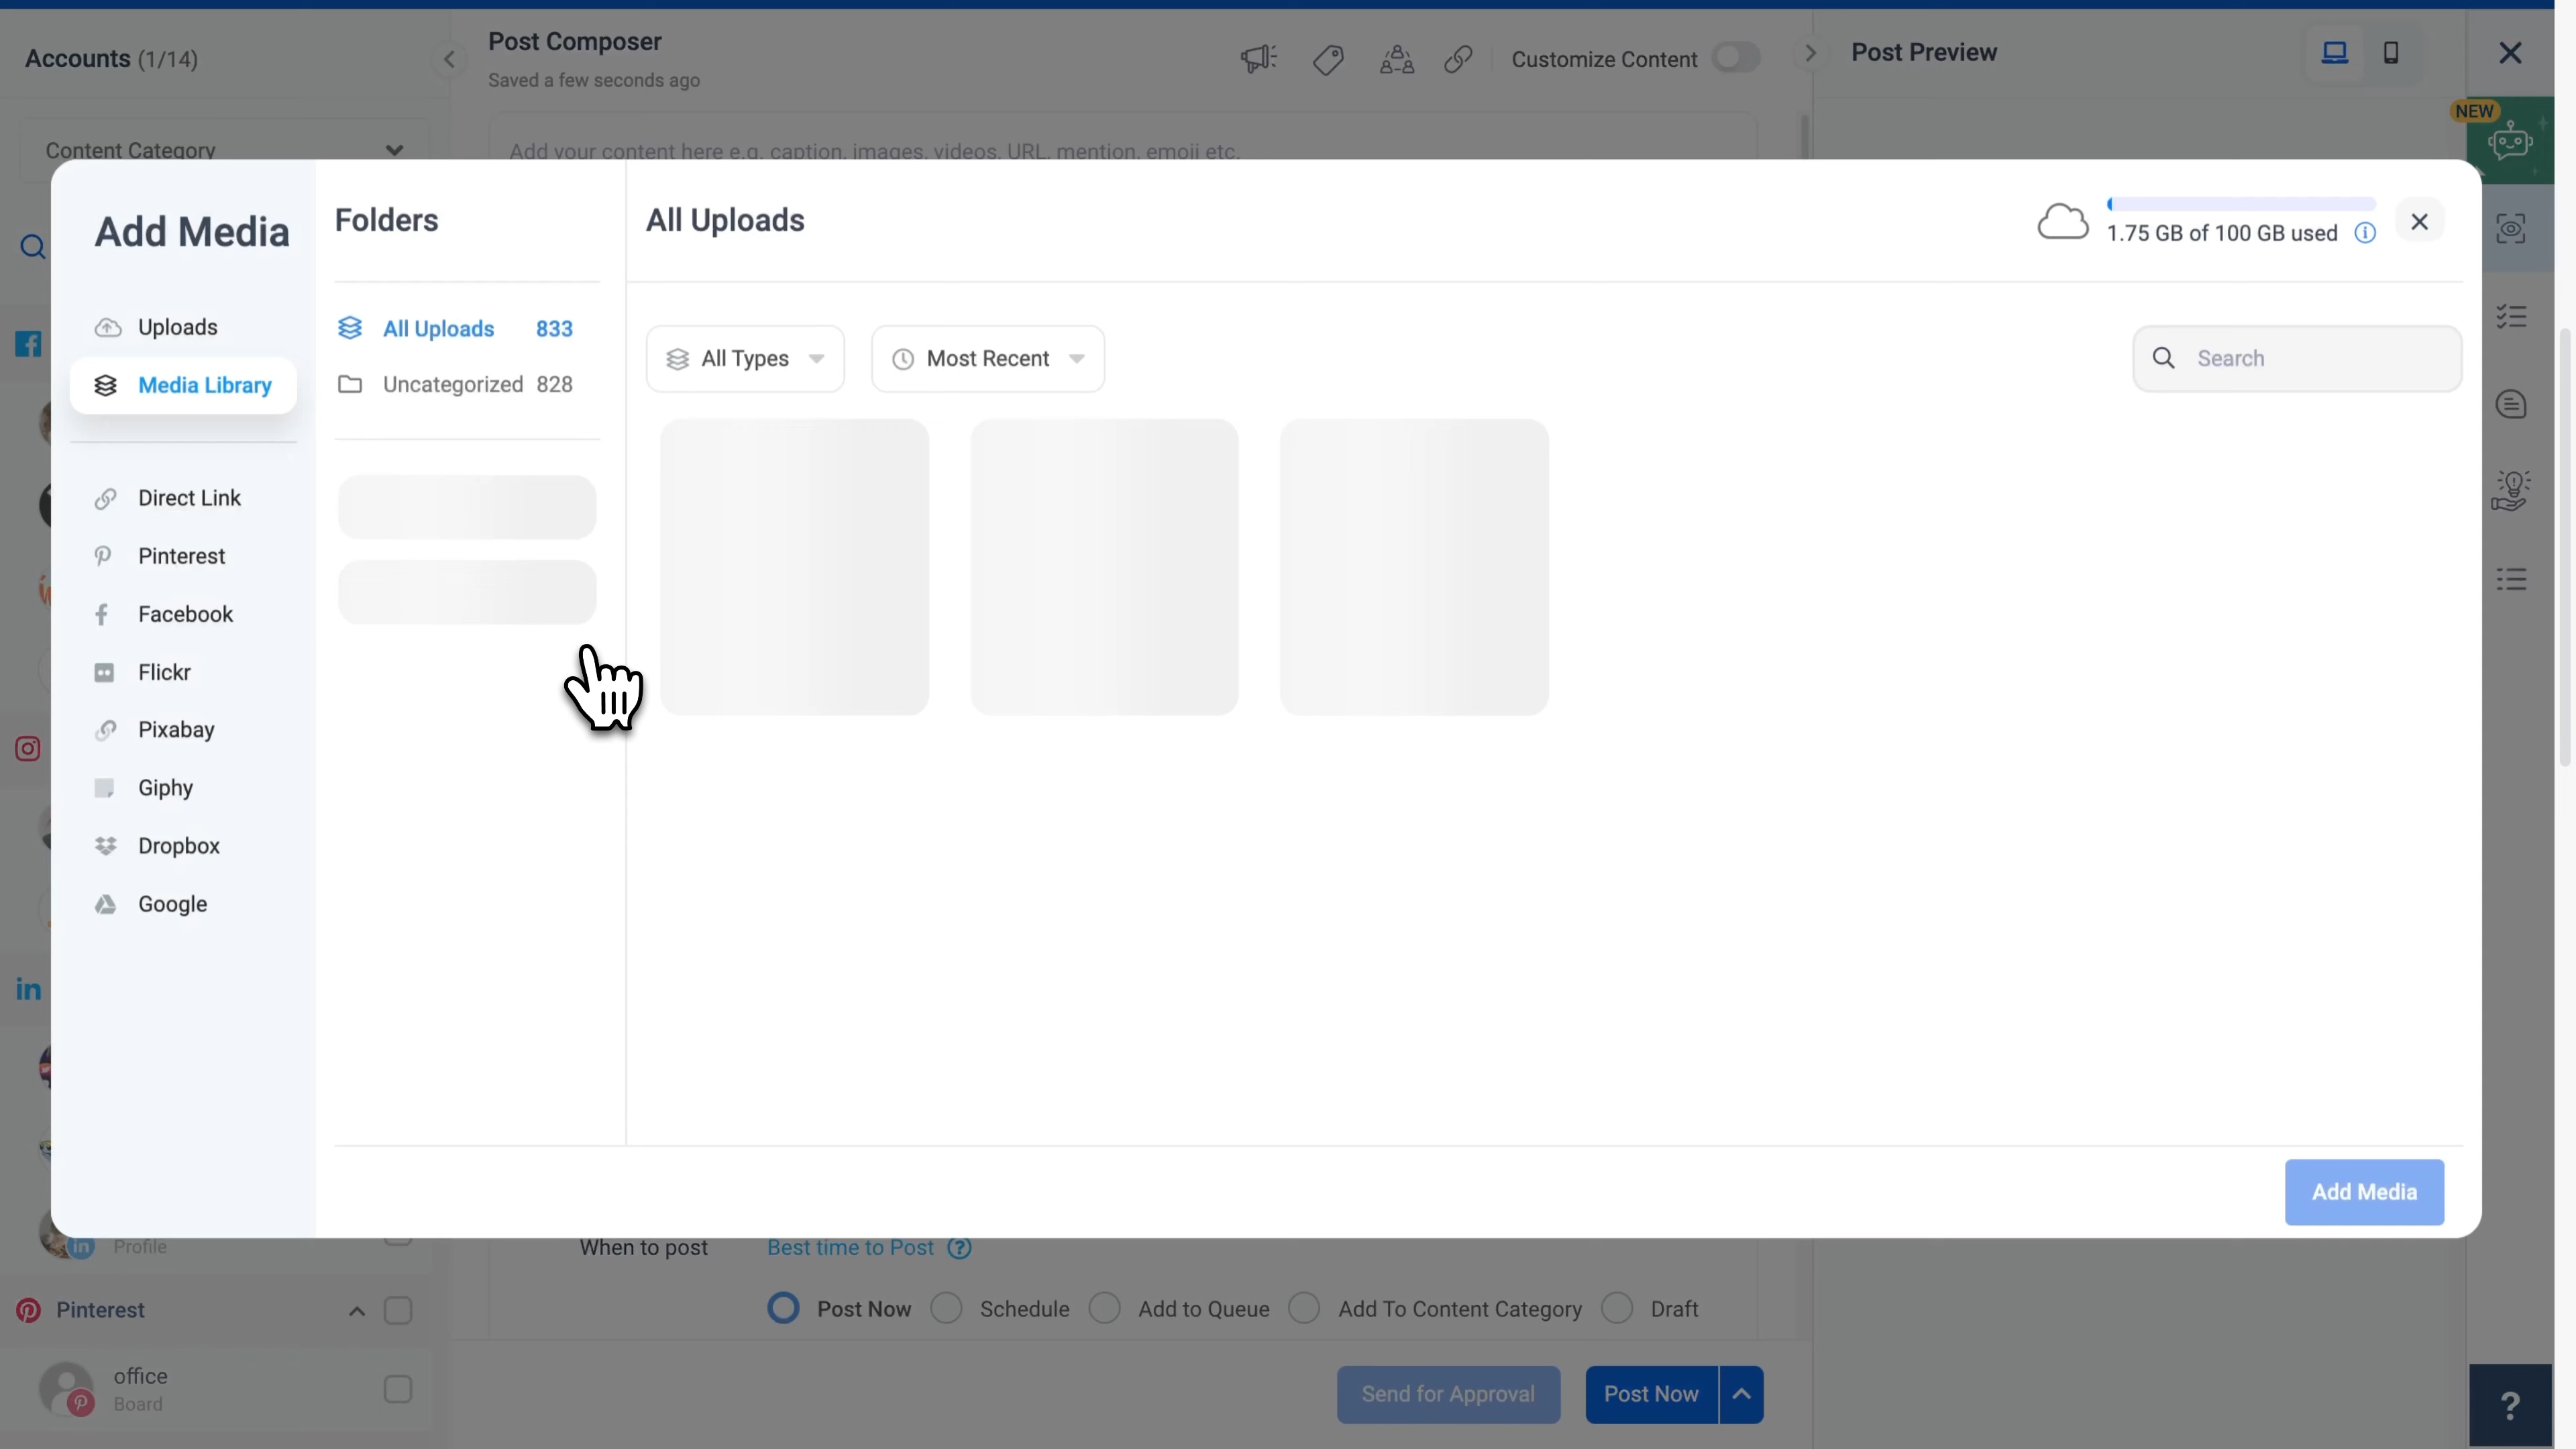 Accounts (1/14)
Post Composer
Saved a few seconds ago
Customize Content
Post Preview
NEW
Content Category
Add your content here e.g. caption, images, videos, URL, mention, emoji etc.
Add Media
Uploads
Media Library
Direct Link
Pinterest
Facebook
Flickr
Pixabay
Giphy
Dropbox
Google
Folders
All Uploads 833
Uncategorized 828
All Uploads
1.75 GB of 100 GB used
All Types
Most Recent
Search
Add Media
Profile
Pinterest
office
Board
When to post
Best time to Post
Post Now
Schedule
Add to Queue
Add To Content Category
Draft
Send for Approval
Post Now